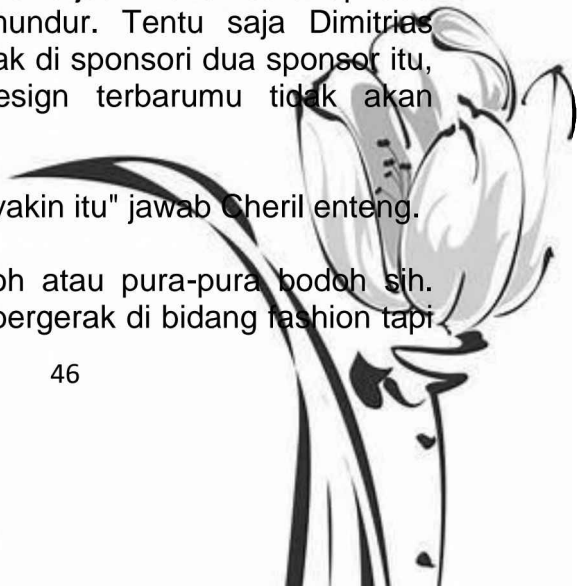 mundur. Tentu saja Dimitrias
ak di sponsori dua sponsor itu,
esign terbarumu tidak akan
yakin itu" jawab Cheril enteng.
oh atau pura-pura bodoh sih.
bergerak di bidang fashion tapi
46